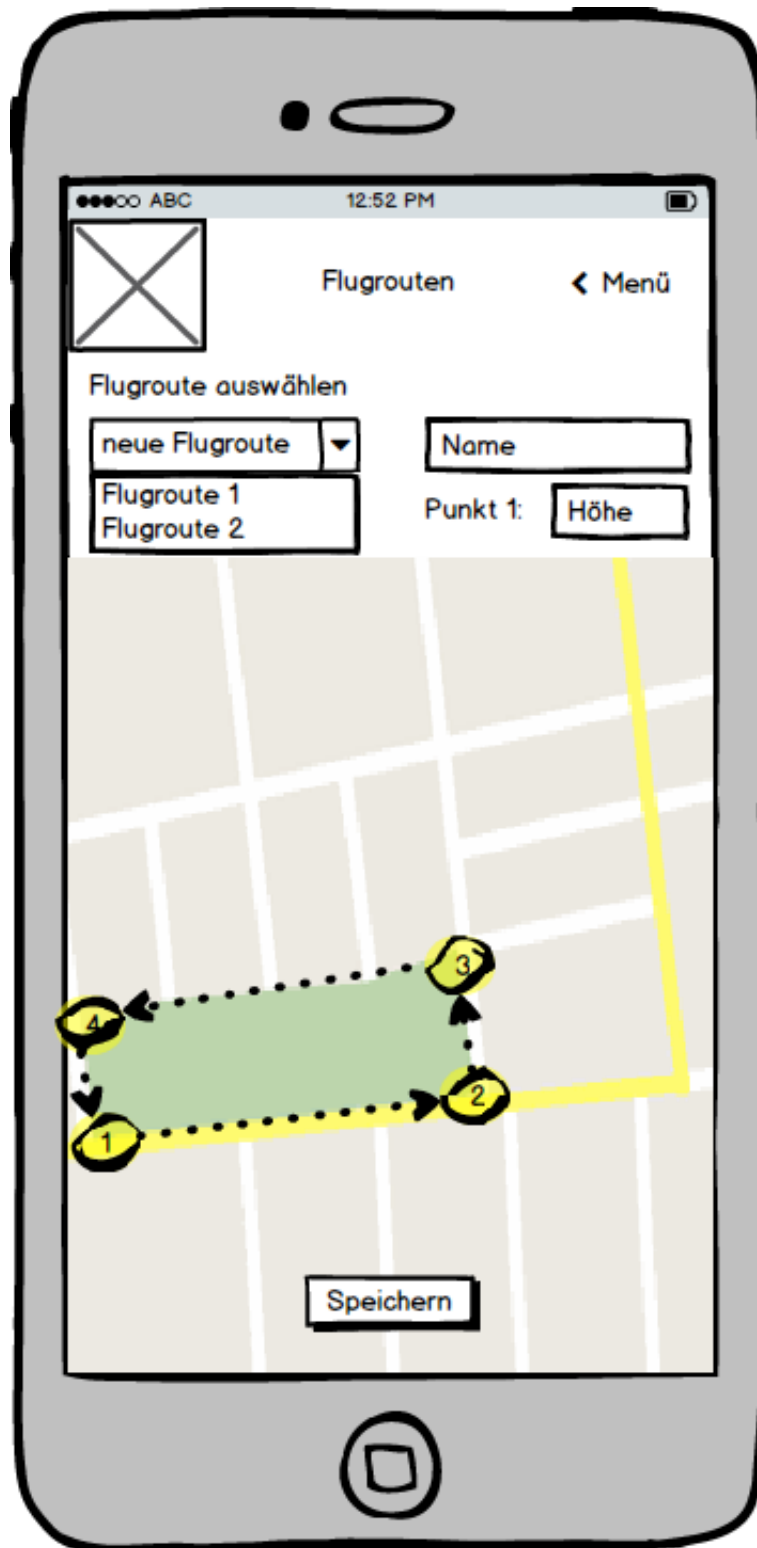 ABC 12:52 PM
Flugrouten < Menü
Flugroute auswählen
neue Flugroute
Name
Flugroute 1
Flugroute 2
Punkt 1: Höhe
3
4
2
1
Speichern